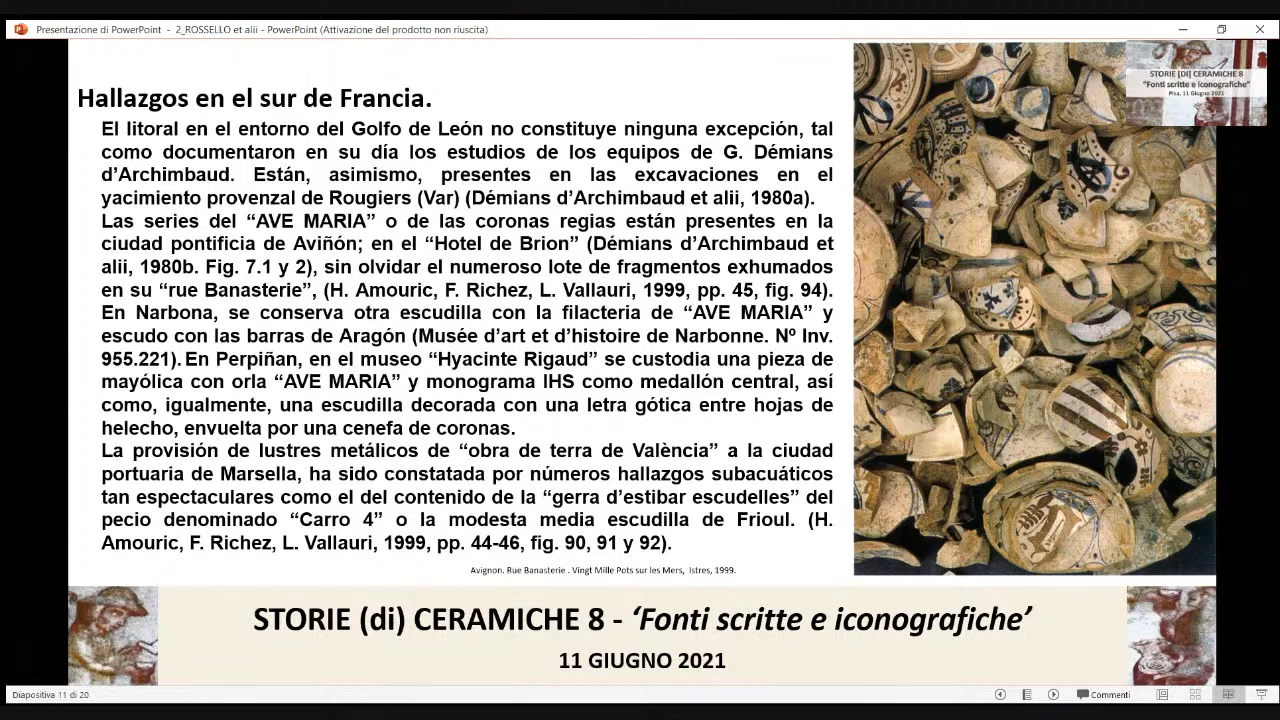 Presentazione di PowerPoint - 2_ROSSELLO et alii - PowerPoint (Attivazione del prodotto non riuscita)
STORIE [DI] CERAMICHE 8
"Fonti scritte e iconografiche"
Pisa, 11 Giugno 2021
Hallazgos en el sur de Francia.
El litoral en el entorno del Golfo de León no constituye ninguna excepción, tal
como documentaron en su día los estudios de los equipos de G. Démians
d’Archimbaud. Están, asimismo, presentes en las excavaciones en el
yacimiento provenzal de Rougiers (Var) (Démians d’Archimbaud et alii, 1980a).
Las series del “AVE MARIA” o de las coronas regias están presentes en la
ciudad pontificia de Aviñón; en el “Hotel de Brion” (Démians d’Archimbaud et
alii, 1980b. Fig. 7.1 y 2), sin olvidar el numeroso lote de fragmentos exhumados
en su “rue Banasterie”, (H. Amouric, F. Richez, L. Vallauri, 1999, pp. 45, fig. 94).
En Narbona, se conserva otra escudilla con la filacteria de “AVE MARIA” y
escudo con las barras de Aragón (Musée d’art et d’histoire de Narbonne. Nº Inv.
955.221). En Perpiñan, en el museo “Hyacinte Rigaud” se custodia una pieza de
mayólica con orla “AVE MARIA” y monograma IHS como medallón central, así
como, igualmente, una escudilla decorada con una letra gótica entre hojas de
helecho, envuelta por una cenefa de coronas.
La provisión de lustres metálicos de “obra de terra de València” a la ciudad
portuaria de Marsella, ha sido constatada por números hallazgos subacuáticos
tan espectaculares como el del contenido de la “gerra d’estibar escudelles” del
pecio denominado “Carro 4” o la modesta media escudilla de Frioul. (H.
Amouric, F. Richez, L. Vallauri, 1999, pp. 44-46, fig. 90, 91 y 92).
Avignon. Rue Banasterie . Vingt Mille Pots sur les Mers, Istres, 1999.
STORIE (di) CERAMICHE 8 - ‘Fonti scritte e iconografiche’
11 GIUGNO 2021
Diapositiva 11 di 20
Commenti